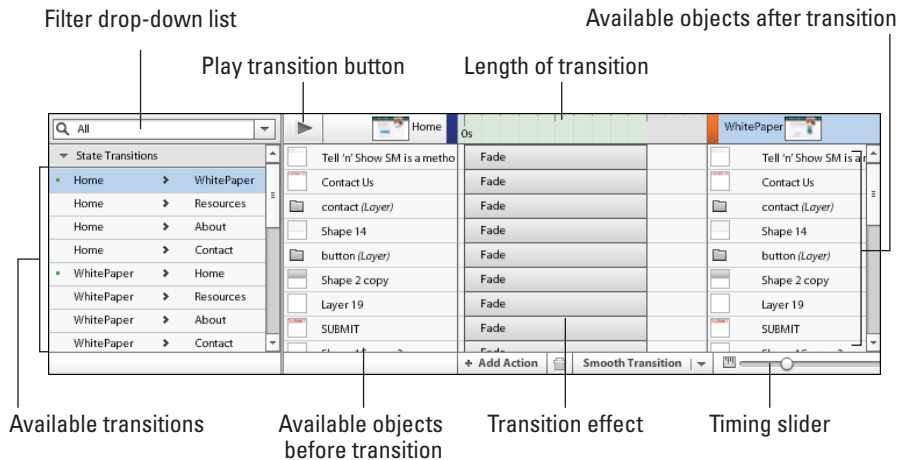 Filter drop-down list
Available objects after transition
Play transition button
Length of transition
All
Home
0s
WhitePaper
State Transitions
Tell 'n' Show SM is a metho
Fade
Tell 'n' Show SM is a r
Home > WhitePaper
Contact Us
Fade
Contact Us
Home > Resources
contact (Layer)
Fade
contact (Layer)
Home > About
Shape 14
Fade
Shape 14
Home > Contact
button (Layer)
Fade
button (Layer)
WhitePaper > Home
Shape 2 copy
Fade
Shape 2 copy
WhitePaper > Resources
Layer 19
Fade
Layer 19
WhitePaper > About
SUBMIT
Fade
SUBMIT
WhitePaper > Contact
+ Add Action
Smooth Transition
Available transitions
Available objects
before transition
Transition effect
Timing slider